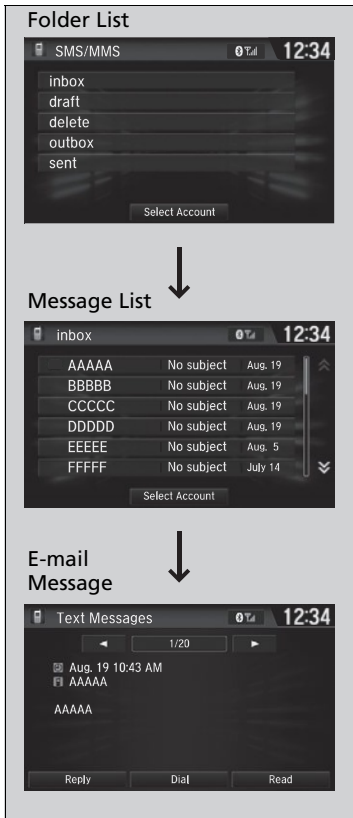 Folder List
SMS/MMS 12:34
inbox
draft
delete
outbox
sent
Select Account
Message List
inbox 12:34
AAAAA No subject Aug. 19
BBBBB No subject Aug. 19
CCCCC No subject Aug. 19
DDDDD No subject Aug. 19
EEEEE No subject Aug. 5
FFFFF No subject July 14
Select Account
E-mail
Message
Text Messages 12:34
1/20
Aug. 19 10:43 AM
AAAAA
AAAAA
Reply Dial Read